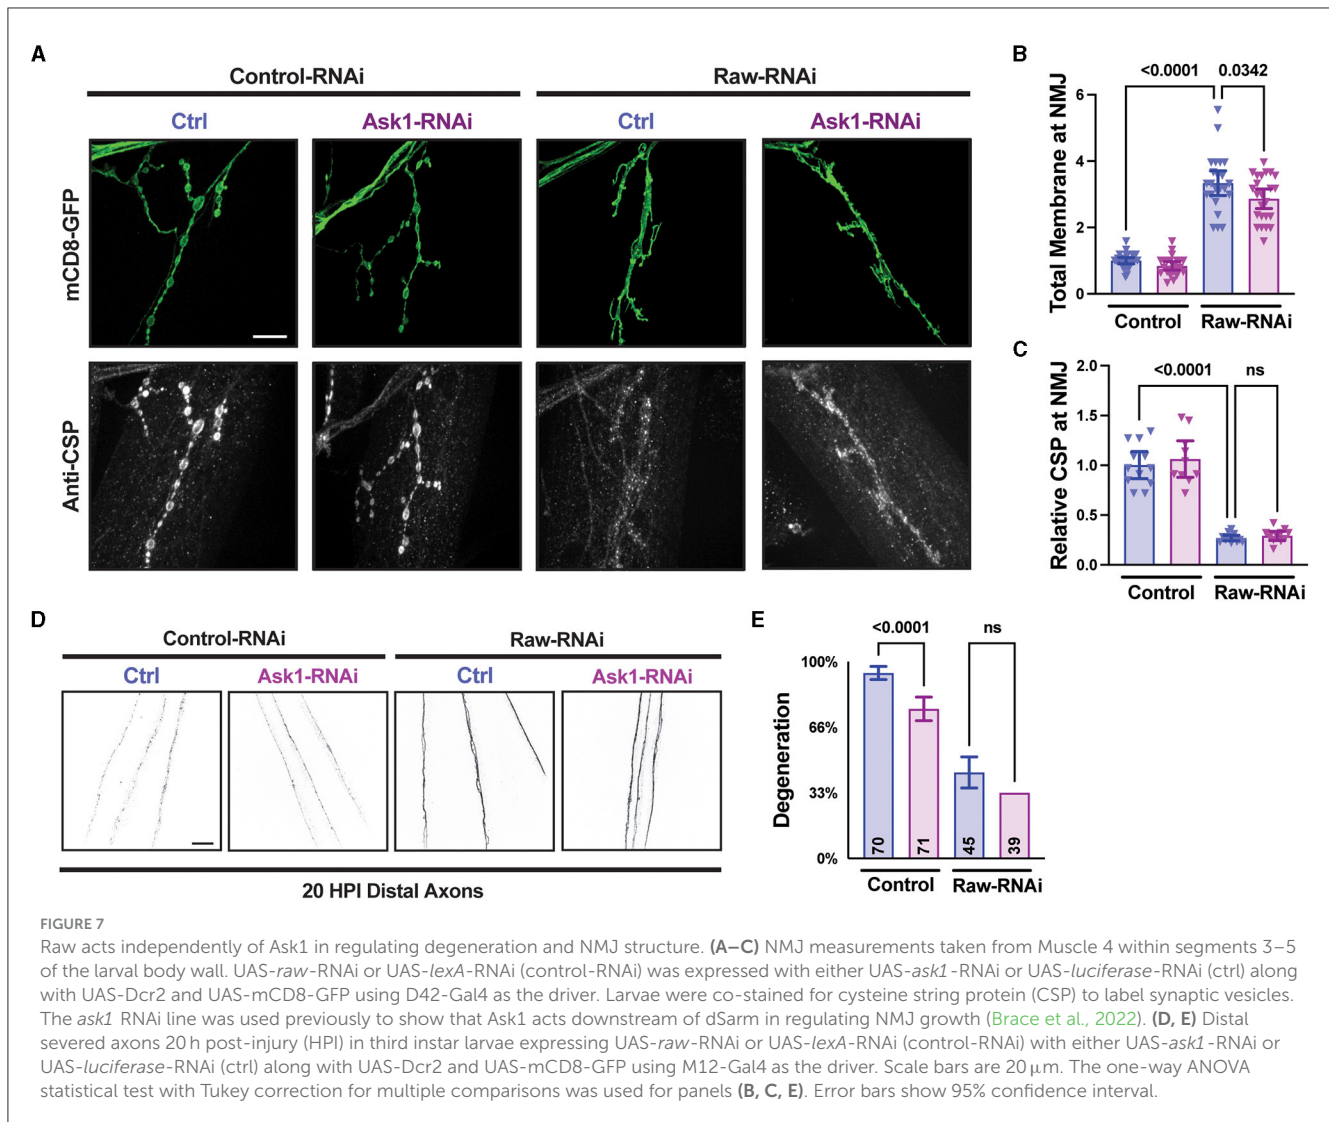 A
Control-RNAi
Raw-RNAi
Ctrl
Ask1-RNAi
Ctrl
Ask1-RNAi
mCD8-GFP
Anti-CSP
B
<0.0001
0.0342
Total Membrane at NMJ
6
4
2
0
Control
Raw-RNAi
C
<0.0001
ns
Relative CSP at NMJ
2.0
1.5
1.0
0.5
0.0
Control
Raw-RNAi
D
Control-RNAi
Raw-RNAi
Ctrl
Ask1-RNAi
Ctrl
Ask1-RNAi
20 HPI Distal Axons
E
<0.0001
ns
Degeneration
100%
66%
33%
0%
70
71
45
39
Control
Raw-RNAi
FIGURE 7
Raw acts independently of Ask1 in regulating degeneration and NMJ structure. (A–C) NMJ measurements taken from Muscle 4 within segments 3–5
of the larval body wall. UAS-raw-RNAi or UAS-lexA-RNAi (control-RNAi) was expressed with either UAS-ask1-RNAi or UAS-luciferase-RNAi (ctrl) along
with UAS-Dcr2 and UAS-mCD8-GFP using D42-Gal4 as the driver. Larvae were co-stained for cysteine string protein (CSP) to label synaptic vesicles.
The ask1 RNAi line was used previously to show that Ask1 acts downstream of dSarm in regulating NMJ growth (Brace et al., 2022). (D, E) Distal
severed axons 20 h post-injury (HPI) in third instar larvae expressing UAS-raw-RNAi or UAS-lexA-RNAi (control-RNAi) with either UAS-ask1-RNAi or
UAS-luciferase-RNAi (ctrl) along with UAS-Dcr2 and UAS-mCD8-GFP using M12-Gal4 as the driver. Scale bars are 20 μm. The one-way ANOVA
statistical test with Tukey correction for multiple comparisons was used for panels (B, C, E). Error bars show 95% confidence interval.